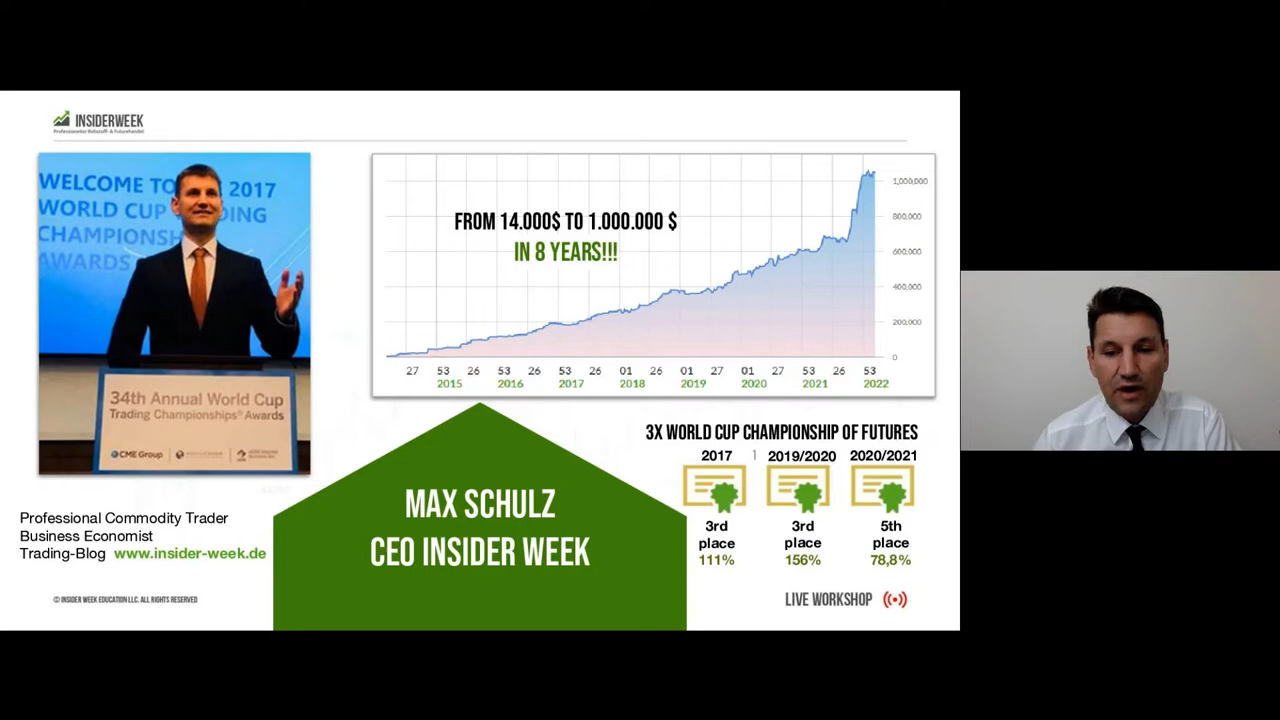 INSIDERWEEK
Professioneller Rohstoff- & Futurehandel
WELCOME TO 2017
WORLD CUP TRADING
CHAMPIONSH
AWARDS
34th Annual World Cup
Trading Championships® Awards
CME Group
FROM 14.000$ TO 1.000.000 $
IN 8 YEARS!!!
1,000,000
800,000
600,000
400,000
200,000
0
27 53 26 53 26 53 26 53 26 01 27 01 26 53 27 53
2015 2016 2017 2018 2019 2020 2021 2022
3X WORLD CUP CHAMPIONSHIP OF FUTURES
2017 2019/2020 2020/2021
3rd place 3rd place 5th place
111% 156% 78,8%
MAX SCHULZ
CEO INSIDER WEEK
Professional Commodity Trader
Business Economist
Trading-Blog www.insider-week.de
© INSIDER WEEK EDUCATION LLC. ALL RIGHTS RESERVED
LIVE WORKSHOP